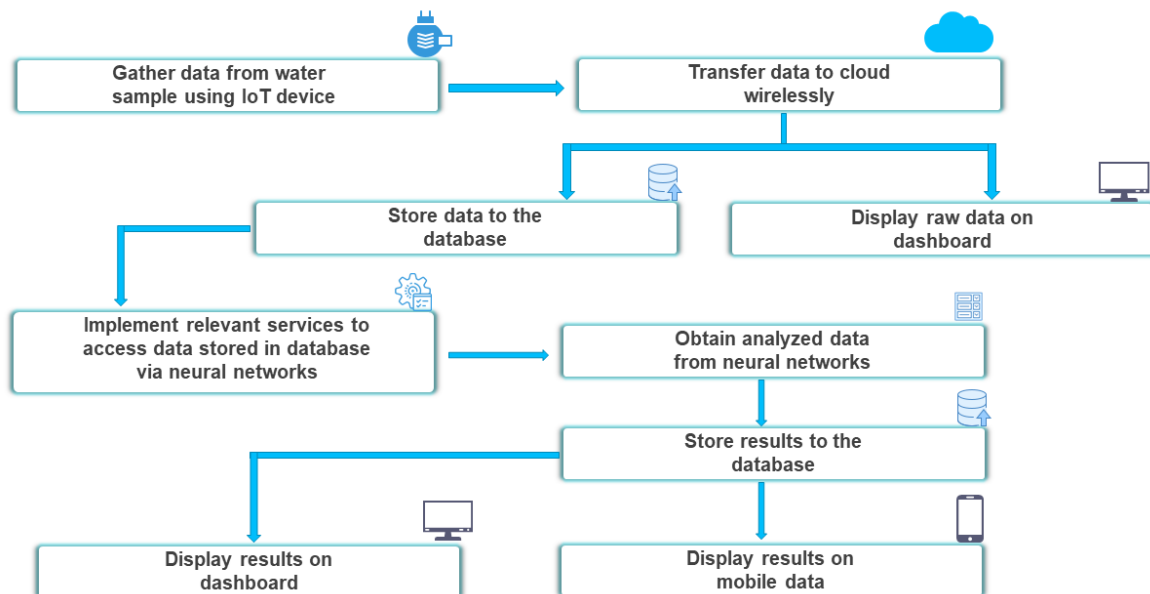 Gather data from water
sample using IoT device
Transfer data to cloud
wirelessly
Store data to the
database
Display raw data on
dashboard
Implement relevant services to
access data stored in database
via neural networks
Obtain analyzed data
from neural networks
Store results to the
database
Display results on
dashboard
Display results on
mobile data